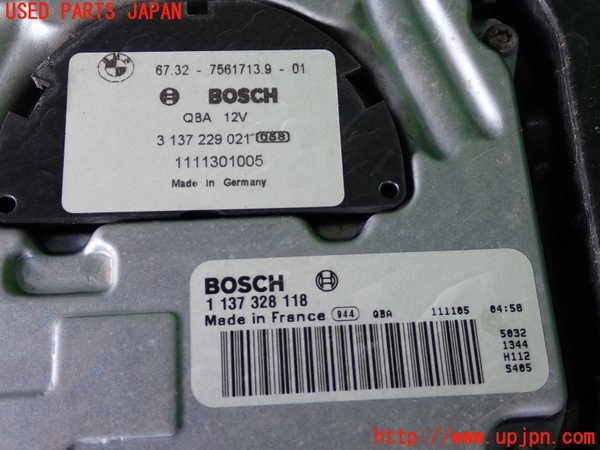 USED PARTS JAPAN
67.32 - 7561713.9 - 01
BOSCH
QBA 12V
3 137 229 021 Q88
1111301005
Made in Germany
BOSCH
1 137 328 118
Made in France 944 QBA 111105 04:58
5032
1344
H112
S405
http://www.upjpn.com/